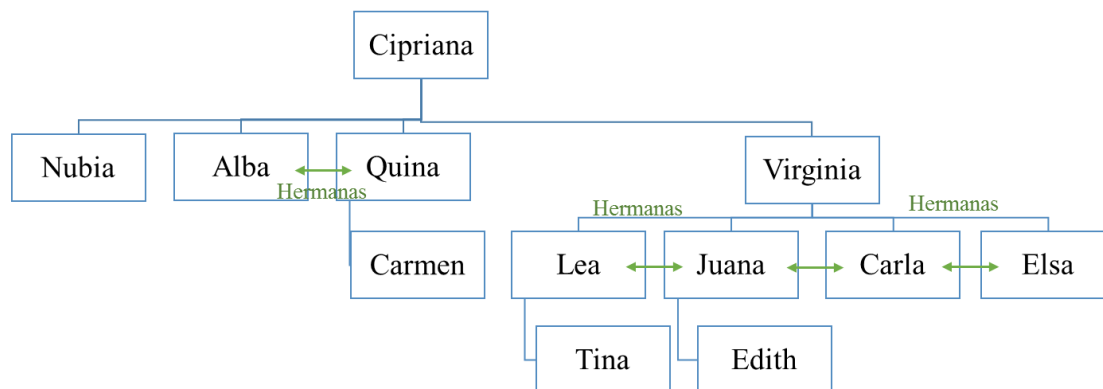 Cipriana
Nubia
Alba
Quina
Virginia
Hermanas
Hermanas
Hermanas
Carmen
Lea
Juana
Carla
Elsa
Tina
Edith